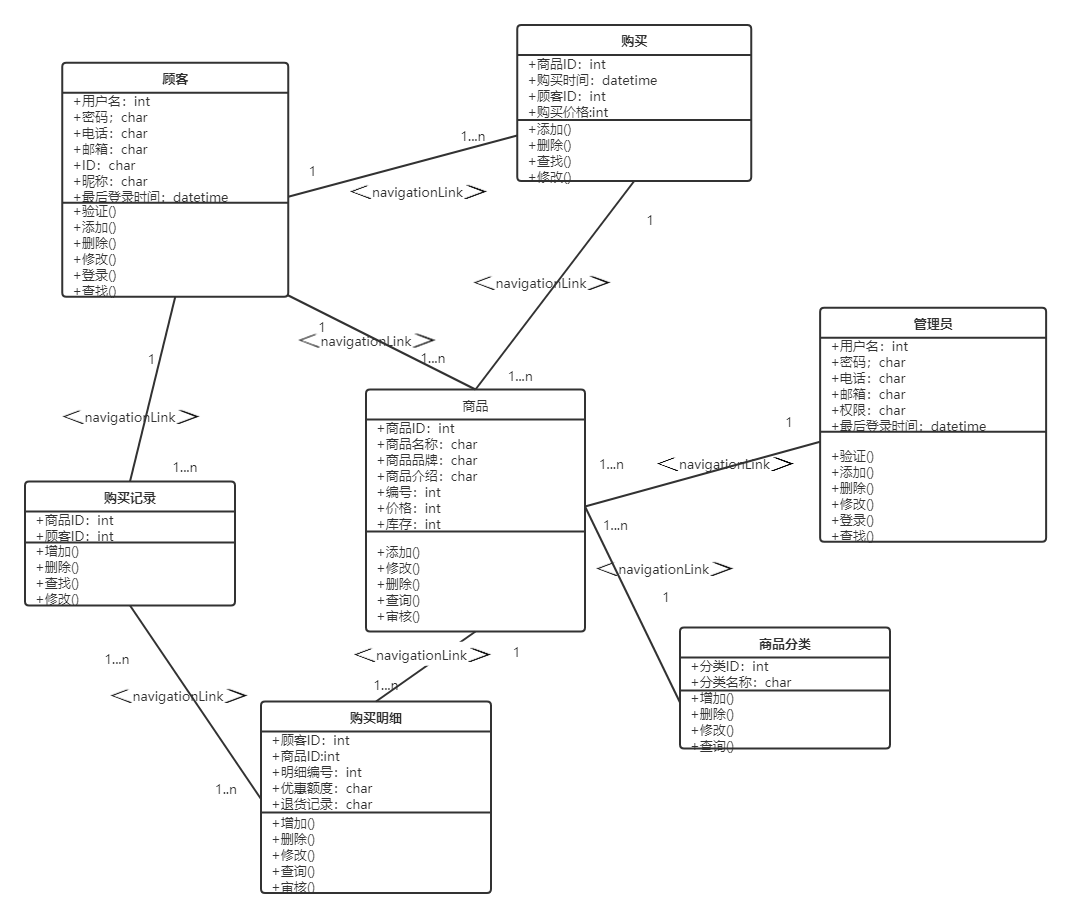 购买
+商品ID：int
+购买时间：datetime
+顾客ID：int
+购买价格:int
+添加()
+删除()
+查找()
+修改()
顾客
+用户名：int
+密码；char
+电话：char
+邮箱：char
+ID：char
+昵称：char
+最后登录时间：datetime
+验证()
+添加()
+删除()
+修改()
+登录()
+查找()
1
1...n
navigationLink
1
navigationLink
1...n
1
navigationLink
1...n
1
navigationLink
1...n
管理员
+用户名：int
+密码；char
+电话：char
+邮箱：char
+权限：char
+最后登录时间：datetime
+验证()
+添加()
+删除()
+修改()
+登录()
+查找()
商品
+商品ID：int
+商品名称：char
+商品品牌：char
+商品介绍：char
+编号：int
+价格：int
+库存：int
+添加()
+修改()
+删除()
+查询()
+审核()
1
1...n
navigationLink
1...n
navigationLink
1
购买记录
+商品ID：int
+顾客ID：int
+增加()
+删除()
+查找()
+修改()
商品分类
+分类ID：int
+分类名称：char
+增加()
+删除()
+修改()
+查询()
1...n
navigationLink
1..n
navigationLink
1
1...n
购买明细
+顾客ID：int
+商品ID:int
+明细编号：int
+优惠额度：char
+退货记录：char
+增加()
+删除()
+修改()
+查询()
+审核()